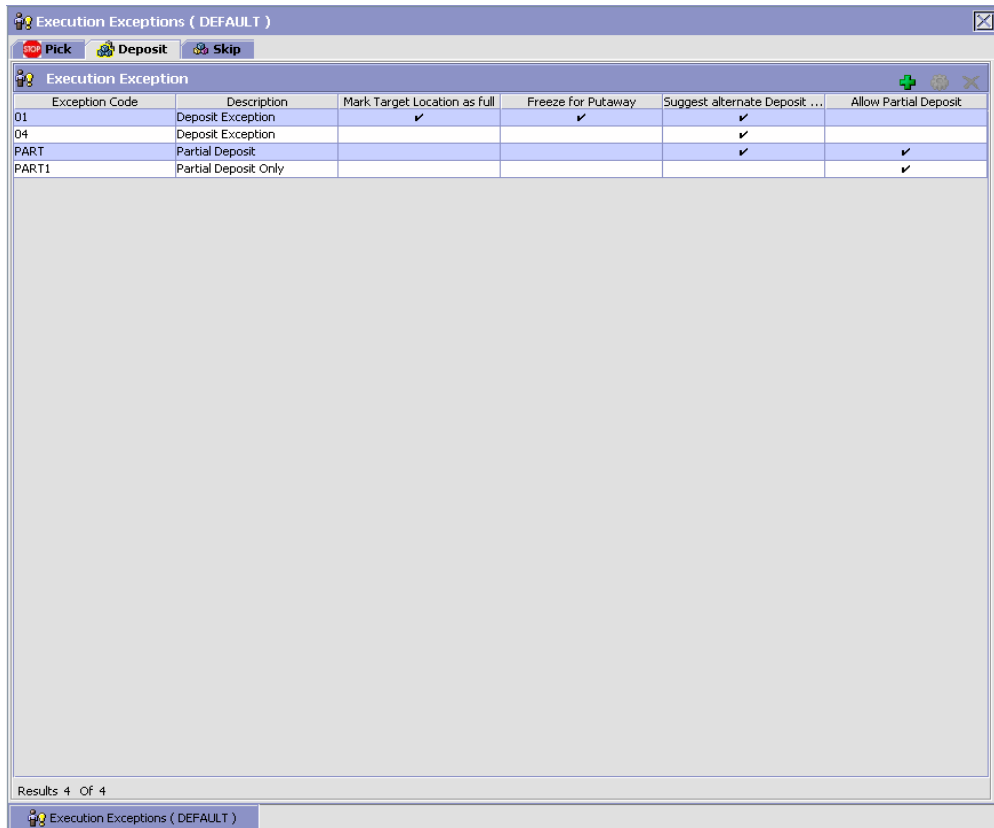 Execution Exceptions ( DEFAULT )
STOP Pick Deposit Skip
Execution Exception
Exception Code Description Mark Target Location as full Freeze for Putaway Suggest alternate Deposit ... Allow Partial Deposit
01 Deposit Exception ✔ ✔ ✔
04 Deposit Exception ✔
PART Partial Deposit ✔ ✔
PART1 Partial Deposit Only ✔
Results 4 Of 4
Execution Exceptions ( DEFAULT )